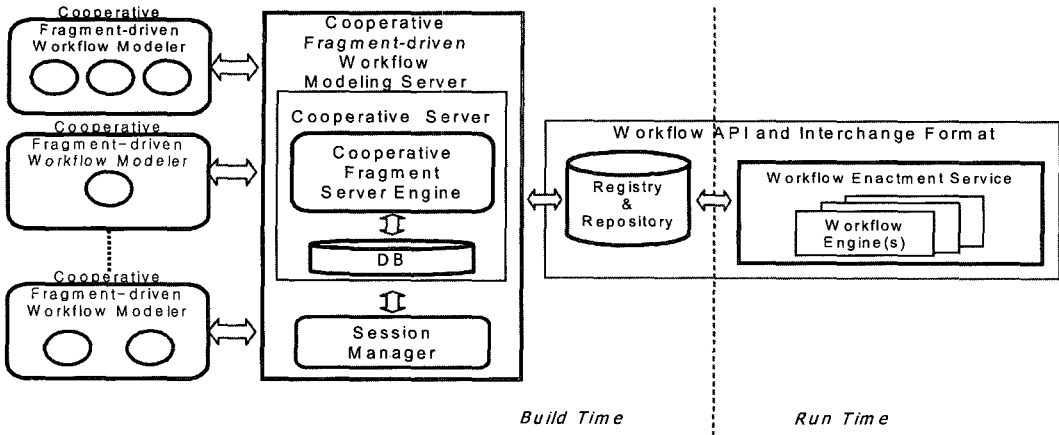 Cooperative
Fragment-driven
Workflow Modeler
Cooperative
Fragment-driven
Workflow Modeler
Cooperative
Fragment-driven
Workflow Modeler
Cooperative
Fragment-driven
Workflow
Modeling Server
Cooperative Server
Cooperative
Fragment
Server Engine
DB
Session
Manager
Workflow API and Interchange Format
Registry
&
Repository
Workflow Enactment Service
Workflow
Engine(s)
Build Time
Run Time